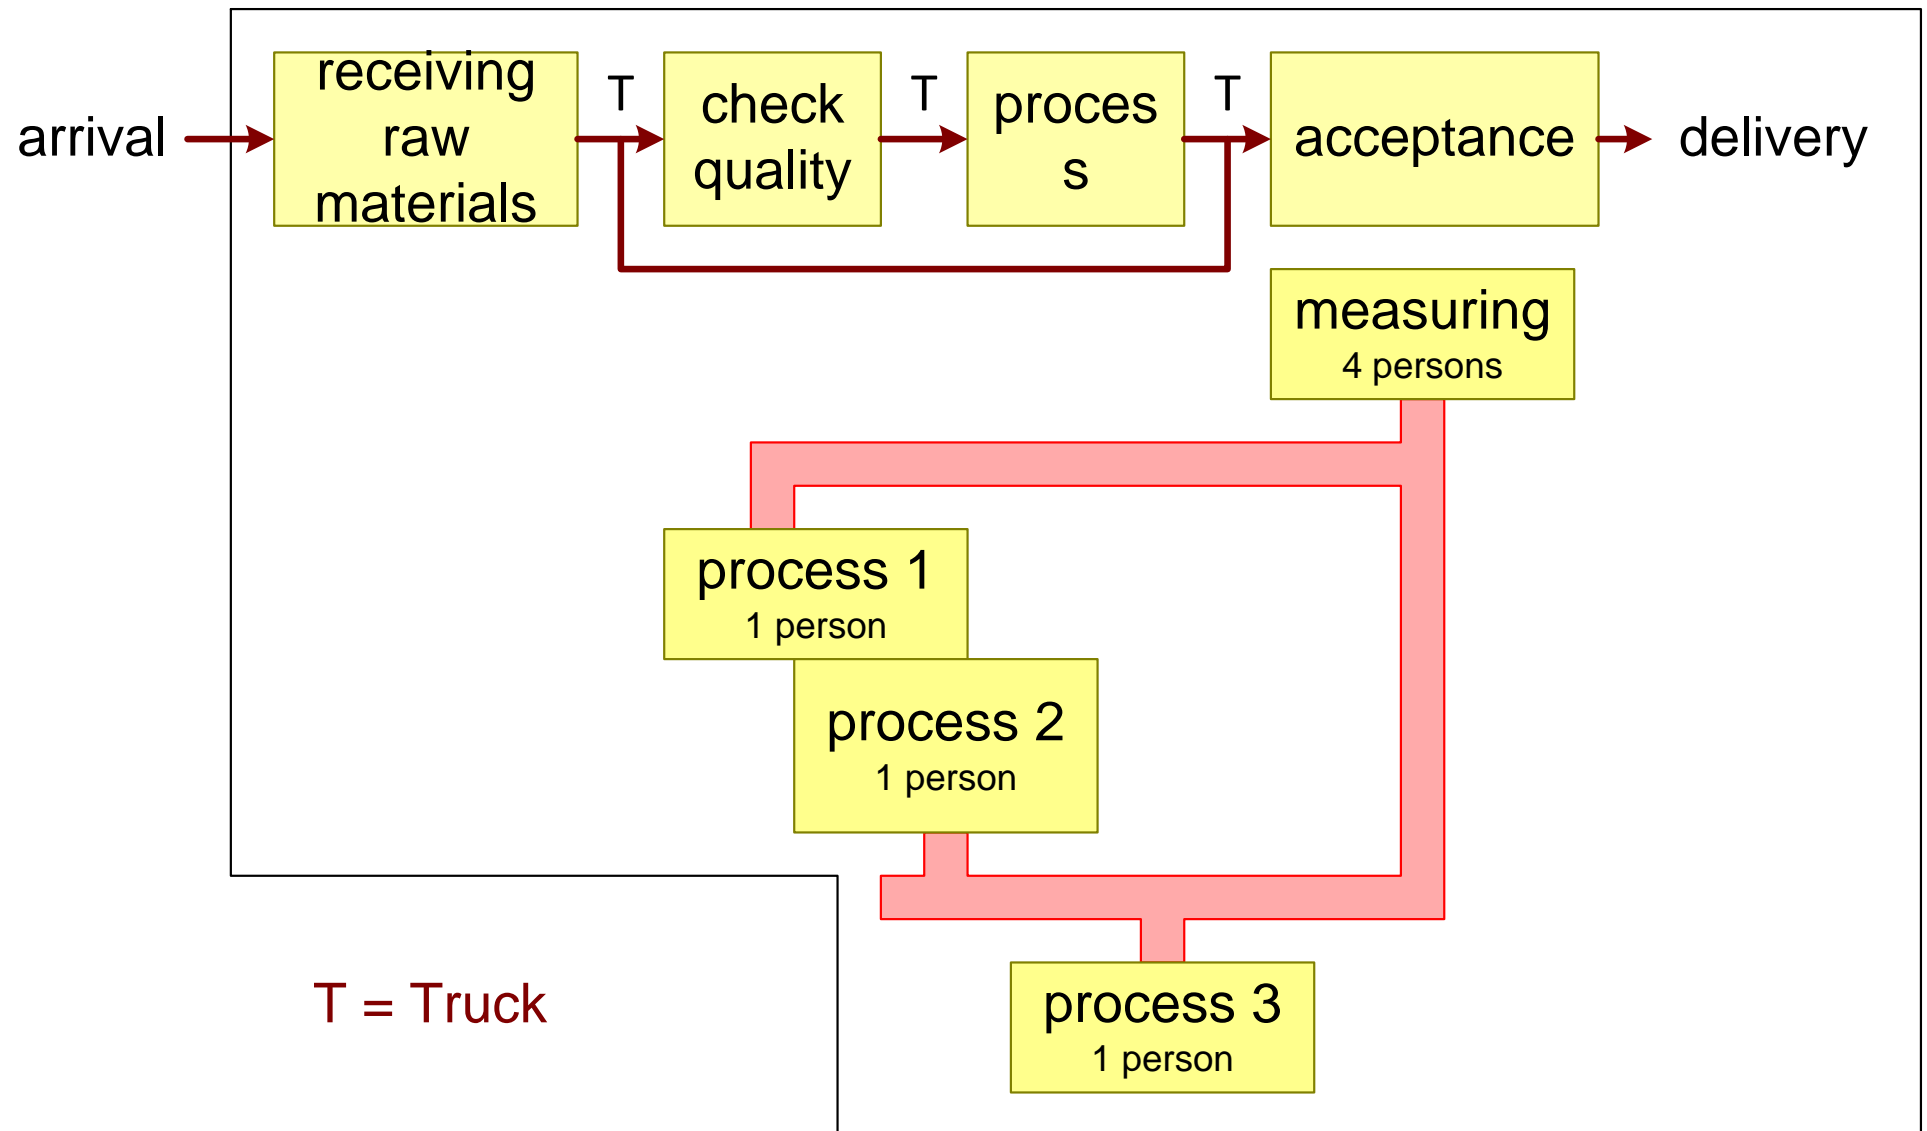 arrival
receiving
raw
materials
T
check
quality
T
proces
s
T
acceptance
delivery
measuring
4 persons
process 1
1 person
process 2
1 person
process 3
1 person
T = Truck